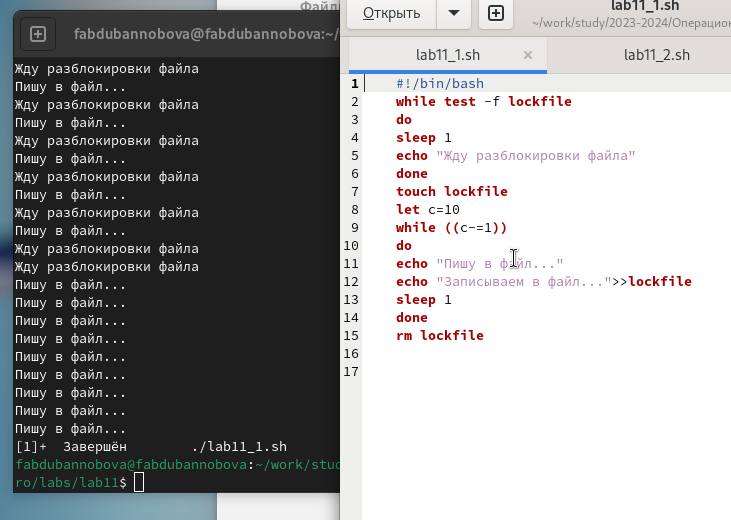 Файлы
fabdubannobova@fabdubannobova:~/
Жду разблокировки файла
Пишу в файл...
Жду разблокировки файла
Пишу в файл...
Жду разблокировки файла
Пишу в файл...
Жду разблокировки файла
Пишу в файл...
Жду разблокировки файла
Пишу в файл...
Жду разблокировки файла
Жду разблокировки файла
Пишу в файл...
Пишу в файл...
Пишу в файл...
Пишу в файл...
Пишу в файл...
Пишу в файл...
Пишу в файл...
Пишу в файл...
Пишу в файл...
[1]+  Завершён        ./lab11_1.sh
fabdubannobova@fabdubannobova:~/work/stud
ro/labs/lab11$
Открыть
lab11_1.sh
~/work/study/2023-2024/Операцион
lab11_1.sh × lab11_2.sh
1 #!/bin/bash
2 while test -f lockfile
3 do
4 sleep 1
5 echo "Жду разблокировки файла"
6 done
7 touch lockfile
8 let c=10
9 while ((c-=1))
10 do
11 echo "Пишу в файл..."
12 echo "Записываем в файл...">>lockfile
13 sleep 1
14 done
15 rm lockfile
16
17